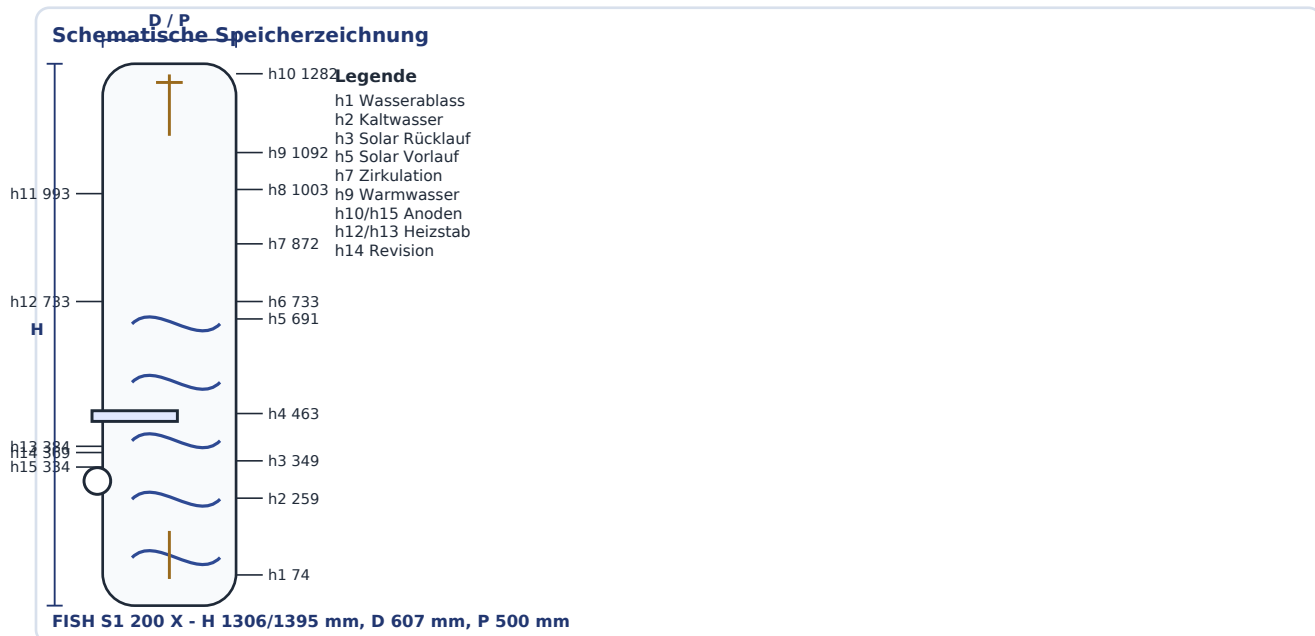 D / P
Schematische Speicherzeichnung
h10 1282
Legende
h1 Wasserablass
h2 Kaltwasser
h3 Solar Rücklauf
h9 1092
h5 Solar Vorlauf
h7 Zirkulation
h11 993
h8 1003
h9 Warmwasser
h10/h15 Anoden
h12/h13 Heizstab
h7 872
h14 Revision
h12 733
h6 733
h5 691
H
h4 463
h13 384
h14 369
h3 349
h15 334
h2 259
h1 74
FISH S1 200 X - H 1306/1395 mm, D 607 mm, P 500 mm